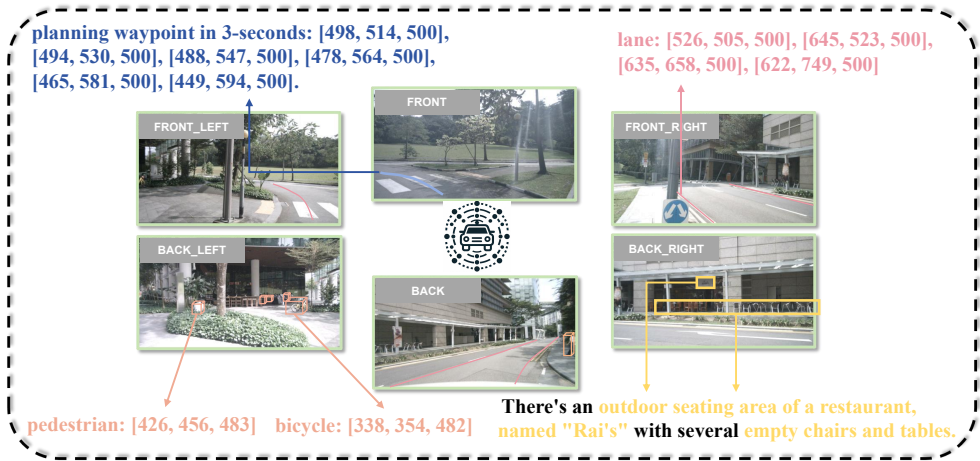 planning waypoint in 3-seconds: [498, 514, 500],
[494, 530, 500], [488, 547, 500], [478, 564, 500],
[465, 581, 500], [449, 594, 500].
lane: [526, 505, 500], [645, 523, 500],
[635, 658, 500], [622, 749, 500]
FRONT_LEFT
FRONT
FRONT_RIGHT
BACK_LEFT
BACK
BACK_RIGHT
pedestrian: [426, 456, 483]
bicycle: [338, 354, 482]
There's an outdoor seating area of a restaurant,
named "Rai's" with several empty chairs and tables.